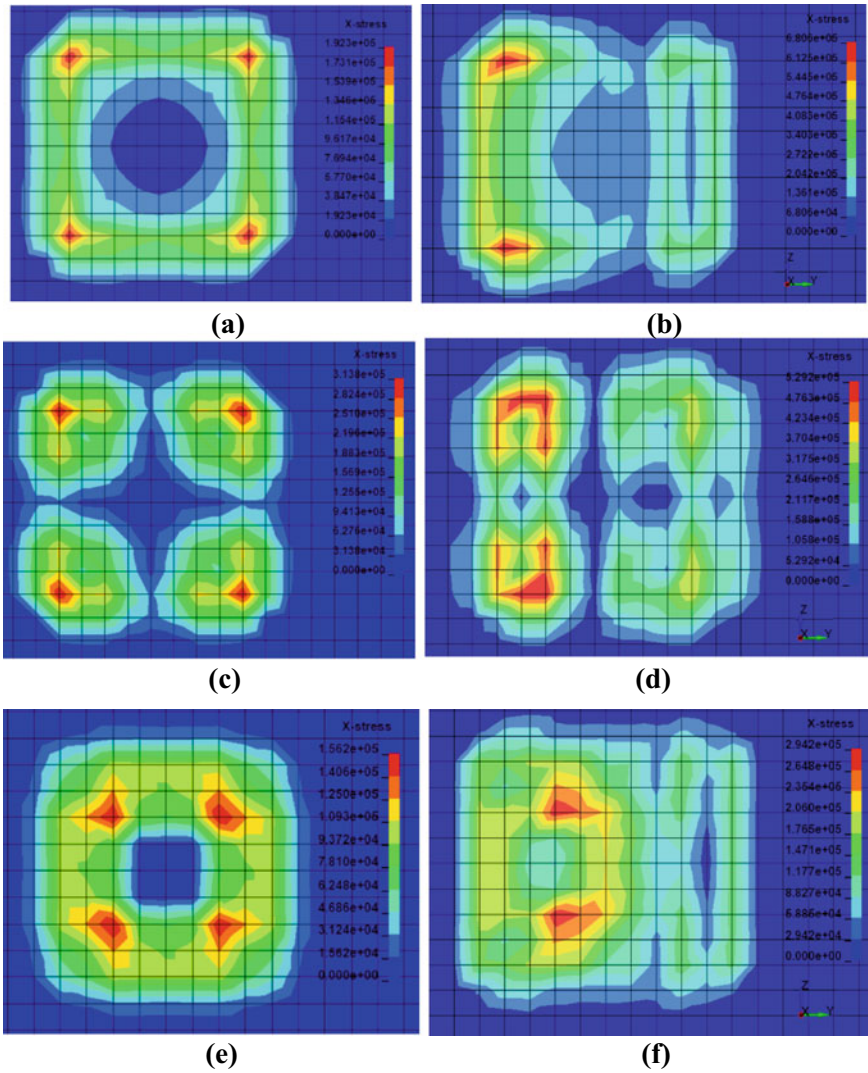 X-stress
1.923e+05
1.731e+05
1.539e+05
1.346e+05
1.154e+05
9.617e+04
7.694e+04
5.770e+04
3.847e+04
1.923e+04
0.000e+00
(a)
X-stress
6.806e+05
6.125e+05
5.445e+05
4.764e+05
4.083e+05
3.403e+05
2.722e+05
2.042e+05
1.361e+05
6.806e+04
0.000e+00
Z
X Y
(b)
X-stress
3.138e+05
2.824e+05
2.510e+05
2.196e+05
1.883e+05
1.569e+05
1.255e+05
9.413e+04
6.276e+04
3.138e+04
0.000e+00
(c)
X-stress
5.292e+05
4.763e+05
4.234e+05
3.704e+05
3.175e+05
2.646e+05
2.117e+05
1.588e+05
1.058e+05
5.292e+04
0.000e+00
Z
X Y
(d)
X-stress
1.562e+05
1.406e+05
1.250e+05
1.093e+05
9.372e+04
7.810e+04
6.248e+04
4.686e+04
3.124e+04
1.562e+04
0.000e+00
(e)
X-stress
2.942e+05
2.648e+05
2.354e+05
2.060e+05
1.765e+05
1.471e+05
1.177e+05
8.827e+04
5.886e+04
2.942e+04
0.000e+00
Z
X Y
(f)